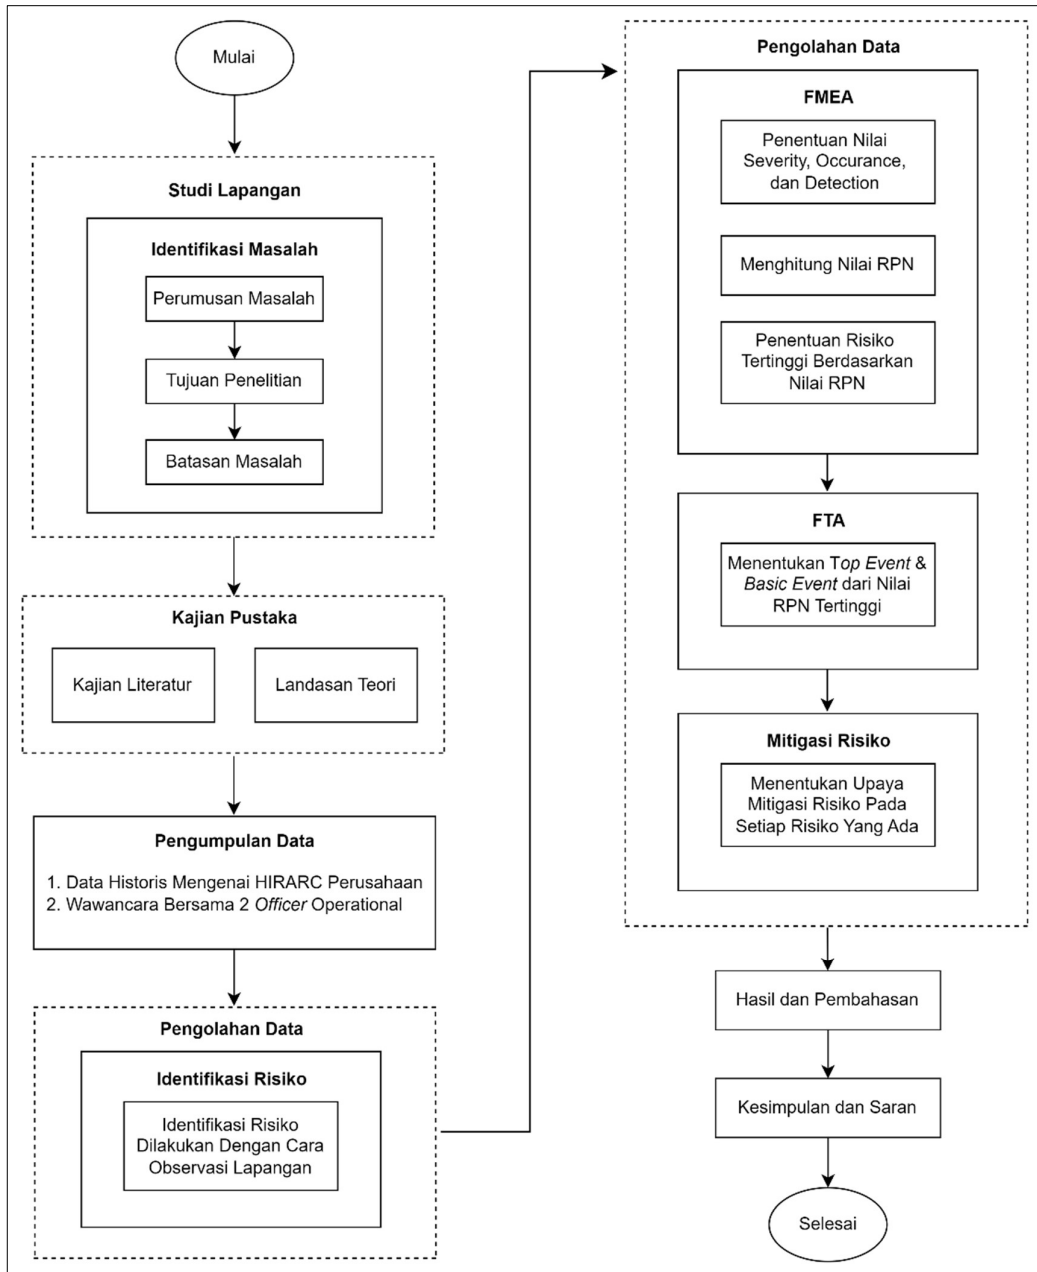 Mulai
Studi Lapangan
Identifikasi Masalah
Perumusan Masalah
Tujuan Penelitian
Batasan Masalah
Kajian Pustaka
Kajian Literatur
Landasan Teori
Pengumpulan Data
1. Data Historis Mengenai HIRARC Perusahaan
2. Wawancara Bersama 2 Officer Operational
Pengolahan Data
Identifikasi Risiko
Identifikasi Risiko
Dilakukan Dengan Cara
Observasi Lapangan
Pengolahan Data
FMEA
Penentuan Nilai
Severity, Occurance,
dan Detection
Menghitung Nilai RPN
Penentuan Risiko
Tertinggi Berdasarkan
Nilai RPN
FTA
Menentukan Top Event &
Basic Event dari Nilai
RPN Tertinggi
Mitigasi Risiko
Menentukan Upaya
Mitigasi Risiko Pada
Setiap Risiko Yang Ada
Hasil dan Pembahasan
Kesimpulan dan Saran
Selesai